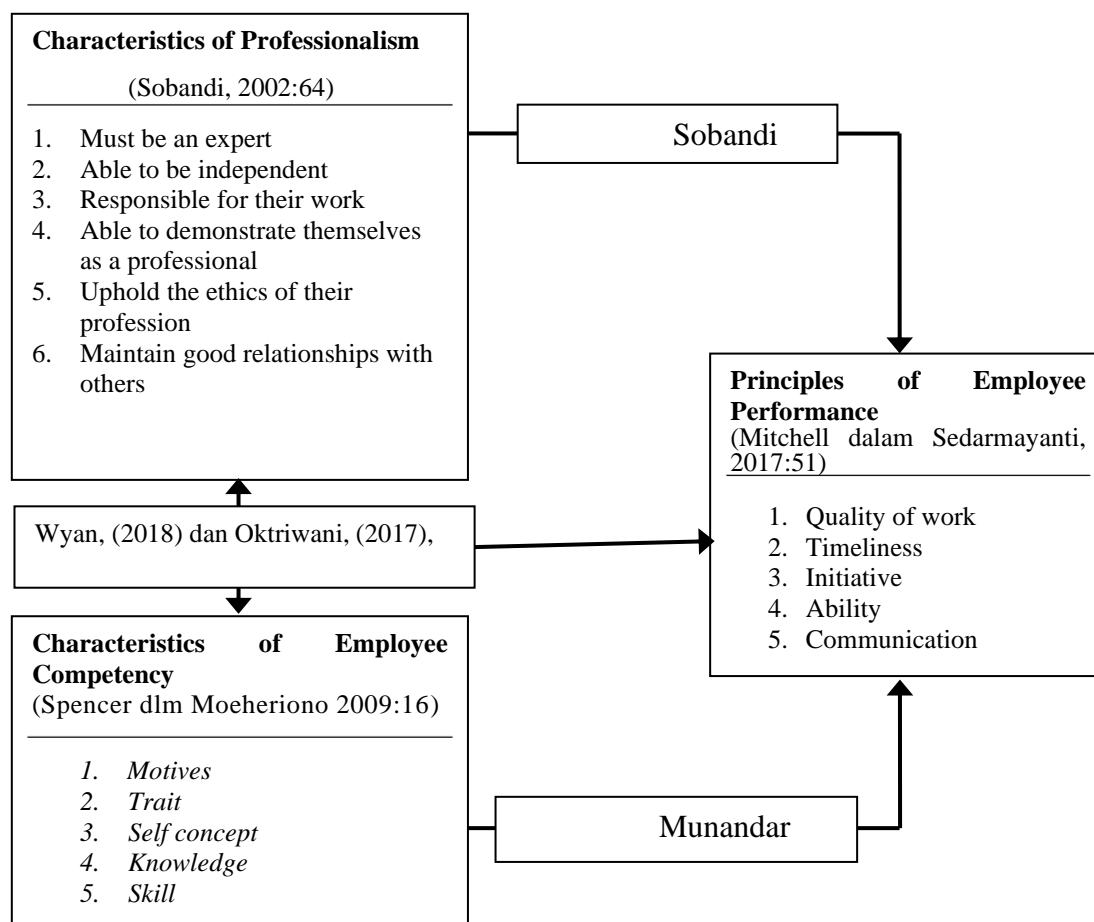 Characteristics of Professionalism
(Sobandi, 2002:64)
1. Must be an expert
2. Able to be independent
3. Responsible for their work
4. Able to demonstrate themselves
as a professional
5. Uphold the ethics of their
profession
6. Maintain good relationships with
others
Sobandi
Principles of Employee
Performance
(Mitchell dalam Sedarmayanti,
2017:51)
1. Quality of work
2. Timeliness
3. Initiative
4. Ability
5. Communication
Wyan, (2018) dan Oktriwani, (2017),
Characteristics of Employee
Competency
(Spencer dlm Moeheriono 2009:16)
1. Motives
2. Trait
3. Self concept
4. Knowledge
5. Skill
Munandar